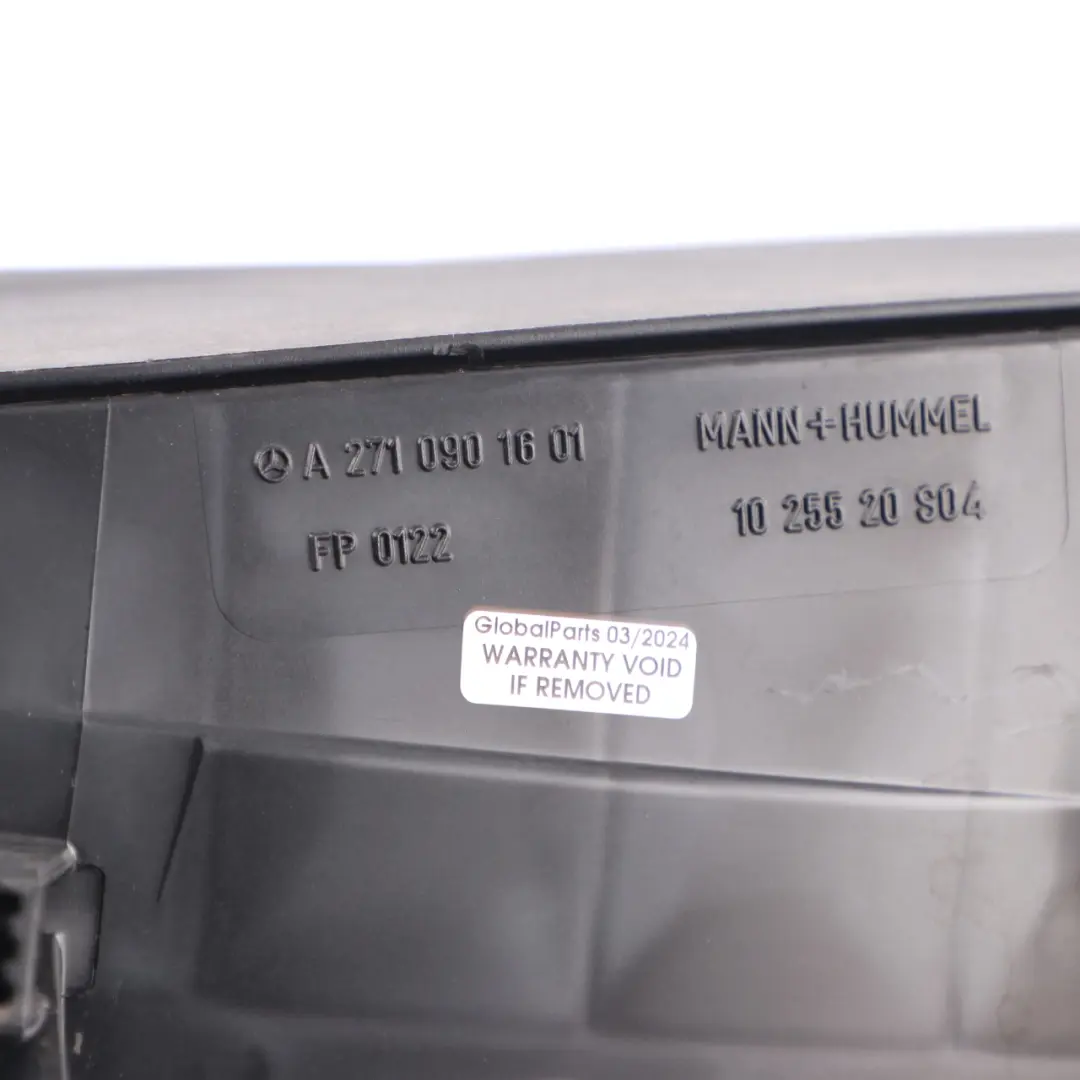 A 271 090 16 01
FP 0122
MANN+HUMMEL
10 255 20 S04
GlobalParts 03/2024
WARRANTY VOID
IF REMOVED